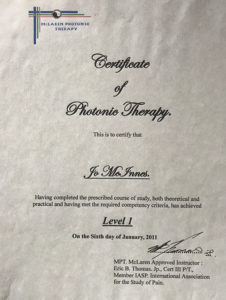 McLAREN PHOTONIC
THERAPY
Certificate
of
Photonic Therapy.
This is to certify that
Jo McInnes.
Having completed the prescribed course of study, both theoretical and
practical and having met the required competency criteria, has achieved
Level 1
On the Sixth day of January, 2011
MPT. McLaren Approved Instructor :
Eric B. Thomas, Jp., Cert III P/T.,
Member IASP. International Association
for the Study of Pain.